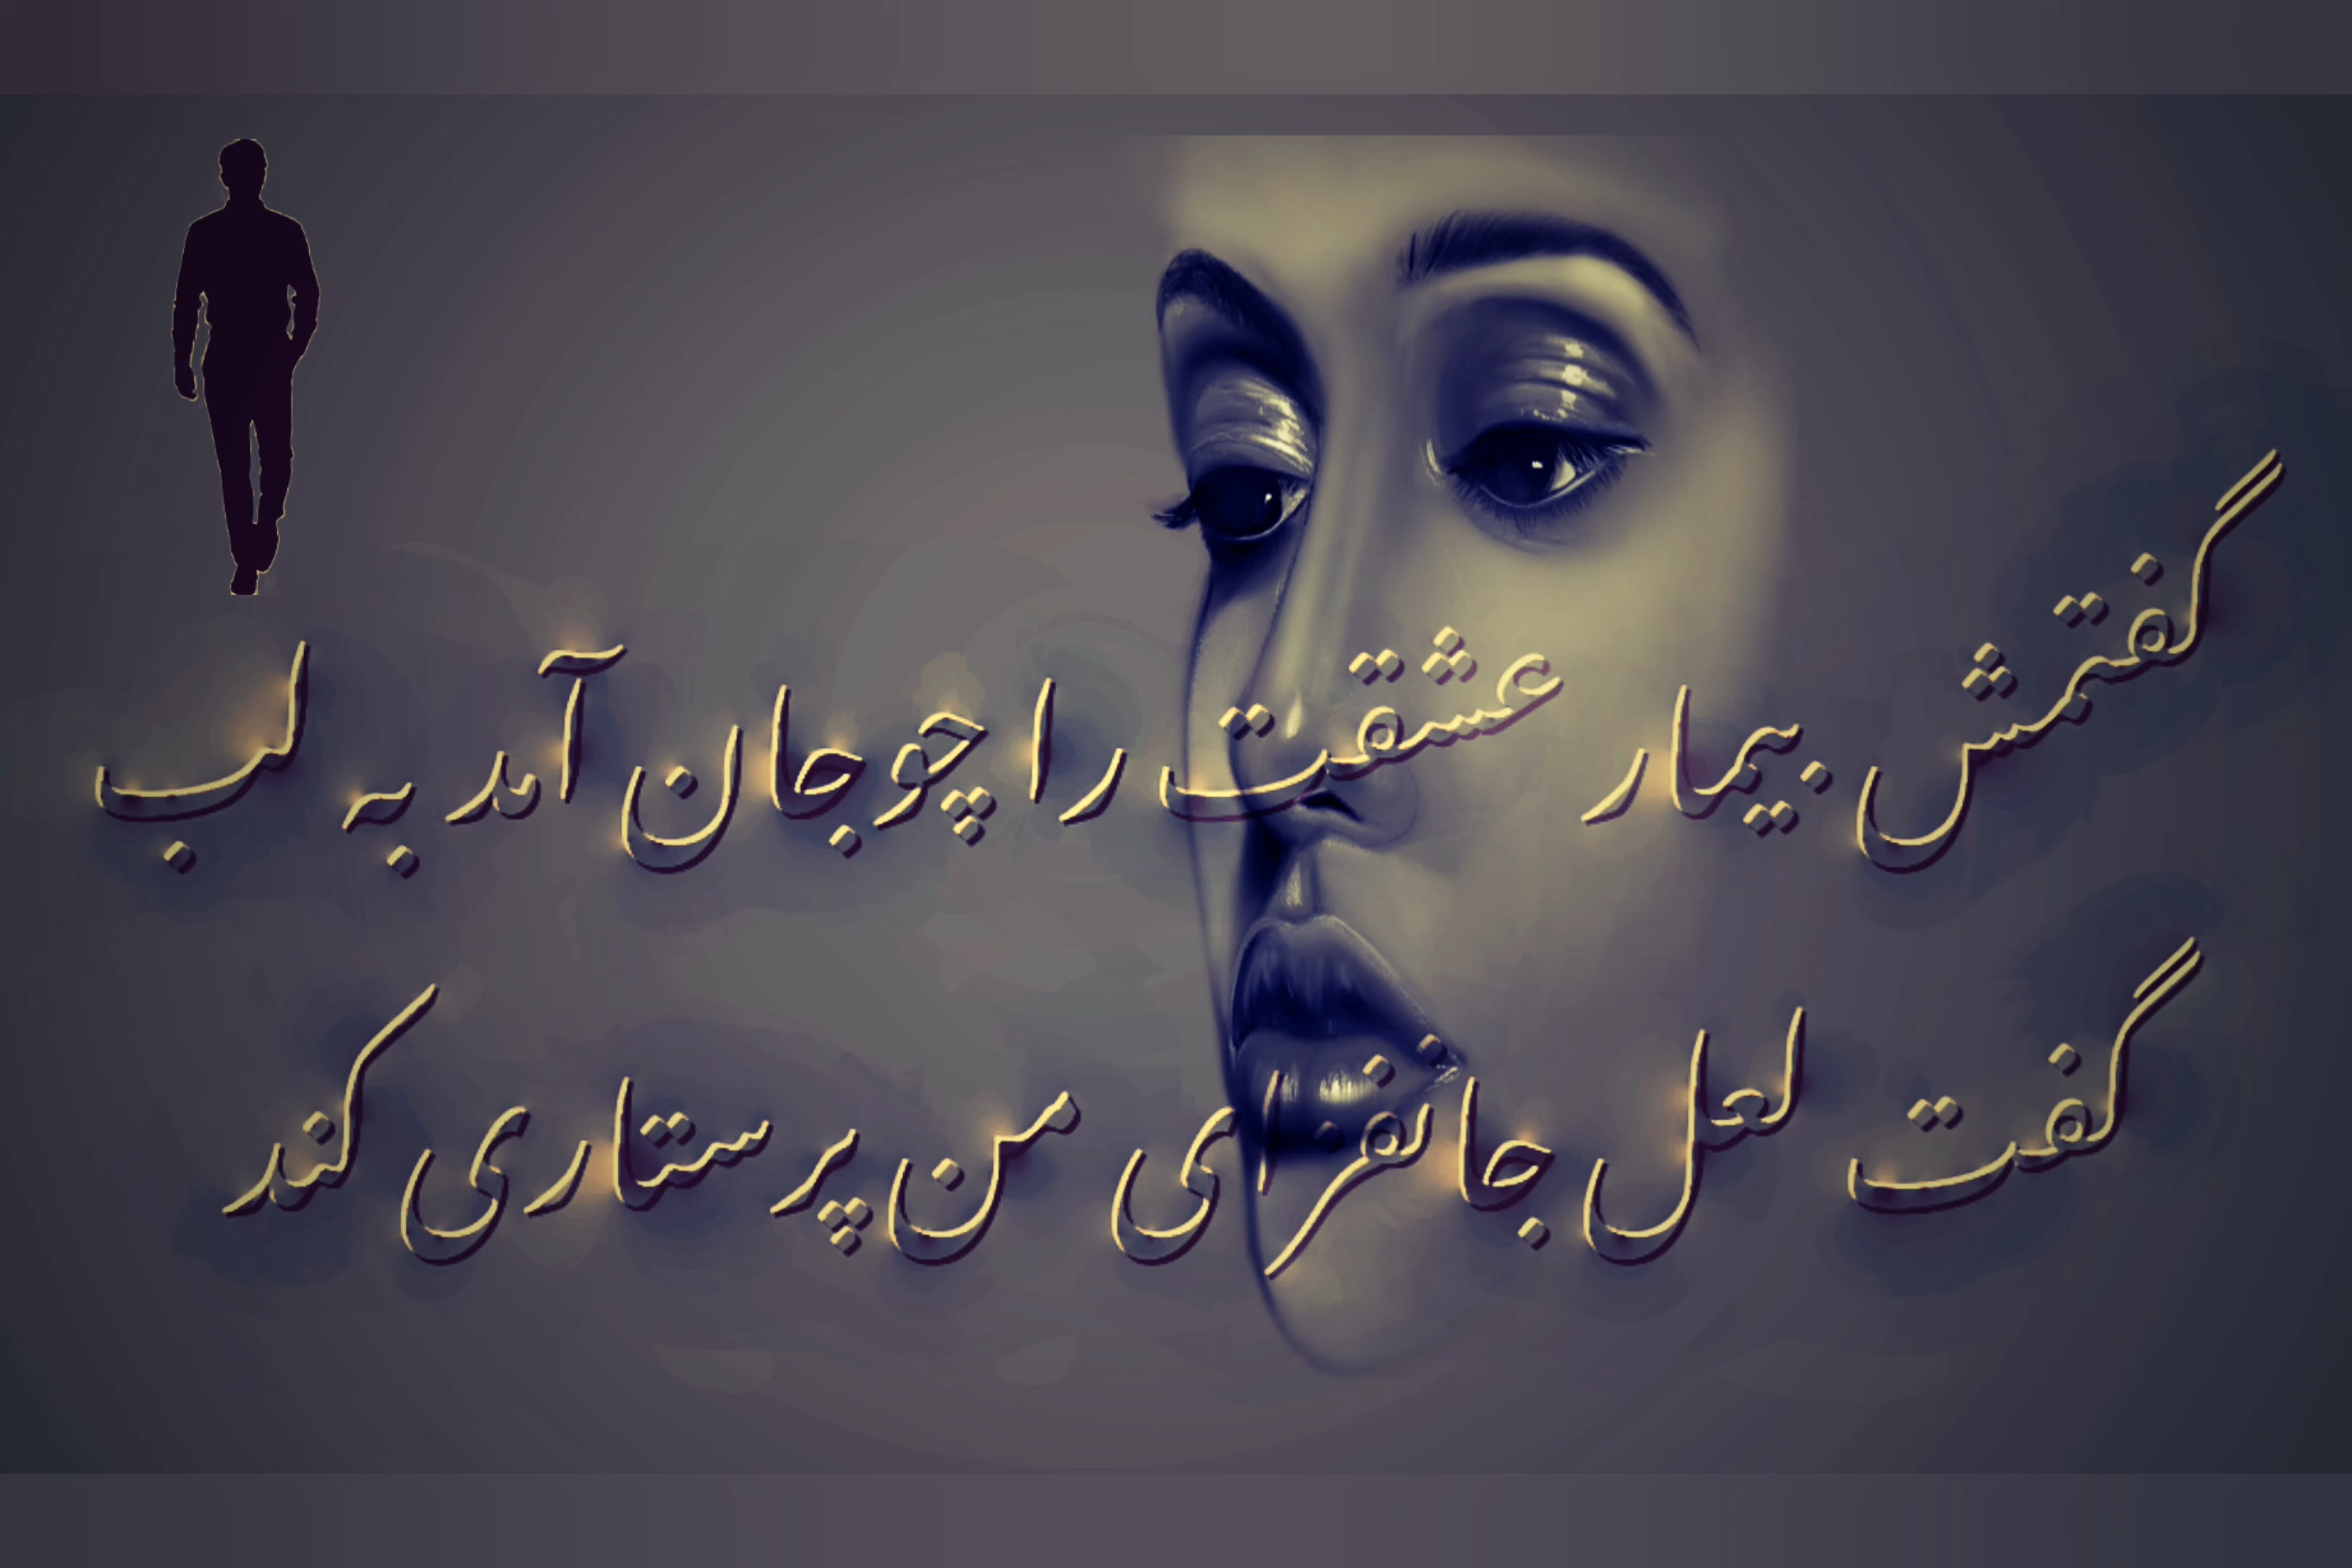 گفتمش بیمار عشقت را چو جان آمد به لب
گفت لعل جانفزای من پرستاری کند